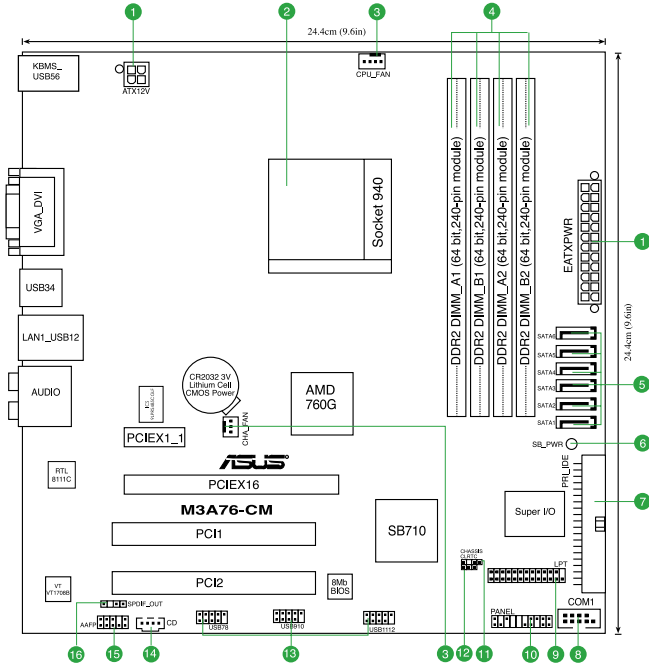 1
2
3
4
24.4cm (9.6in)
KBMS_
USB56
ATX12V
CPU_FAN
Socket 940
DDR2 DIMM_A1 (64 bit,240-pin module)
DDR2 DIMM_B1 (64 bit,240-pin module)
DDR2 DIMM_A2 (64 bit,240-pin module)
DDR2 DIMM_B2 (64 bit,240-pin module)
EATXPWR
1
24.4cm (9.6in)
VGA_DVI
USB34
LAN1_USB12
AUDIO
SATA6
SATA5
SATA4
SATA3
SATA2
SATA1
5
CR2032 3V
Lithium Cell
CMOS Power
AMD
760G
CHA_FAN
PCIEX1_1
SB_PWR
6
ASUS
RTL
8111C
PCIEX16
PRI_IDE
7
M3A76-CM
Super I/O
PCI1
SB710
CHASSIS
CLRTC
LPT
PCI2
8Mb
BIOS
VT
VT1708B
SPDIF_OUT
AAFP
CD
USB78
USB910
USB1112
PANEL
COM1
16
15
14
13
3
12
11
10
9
8